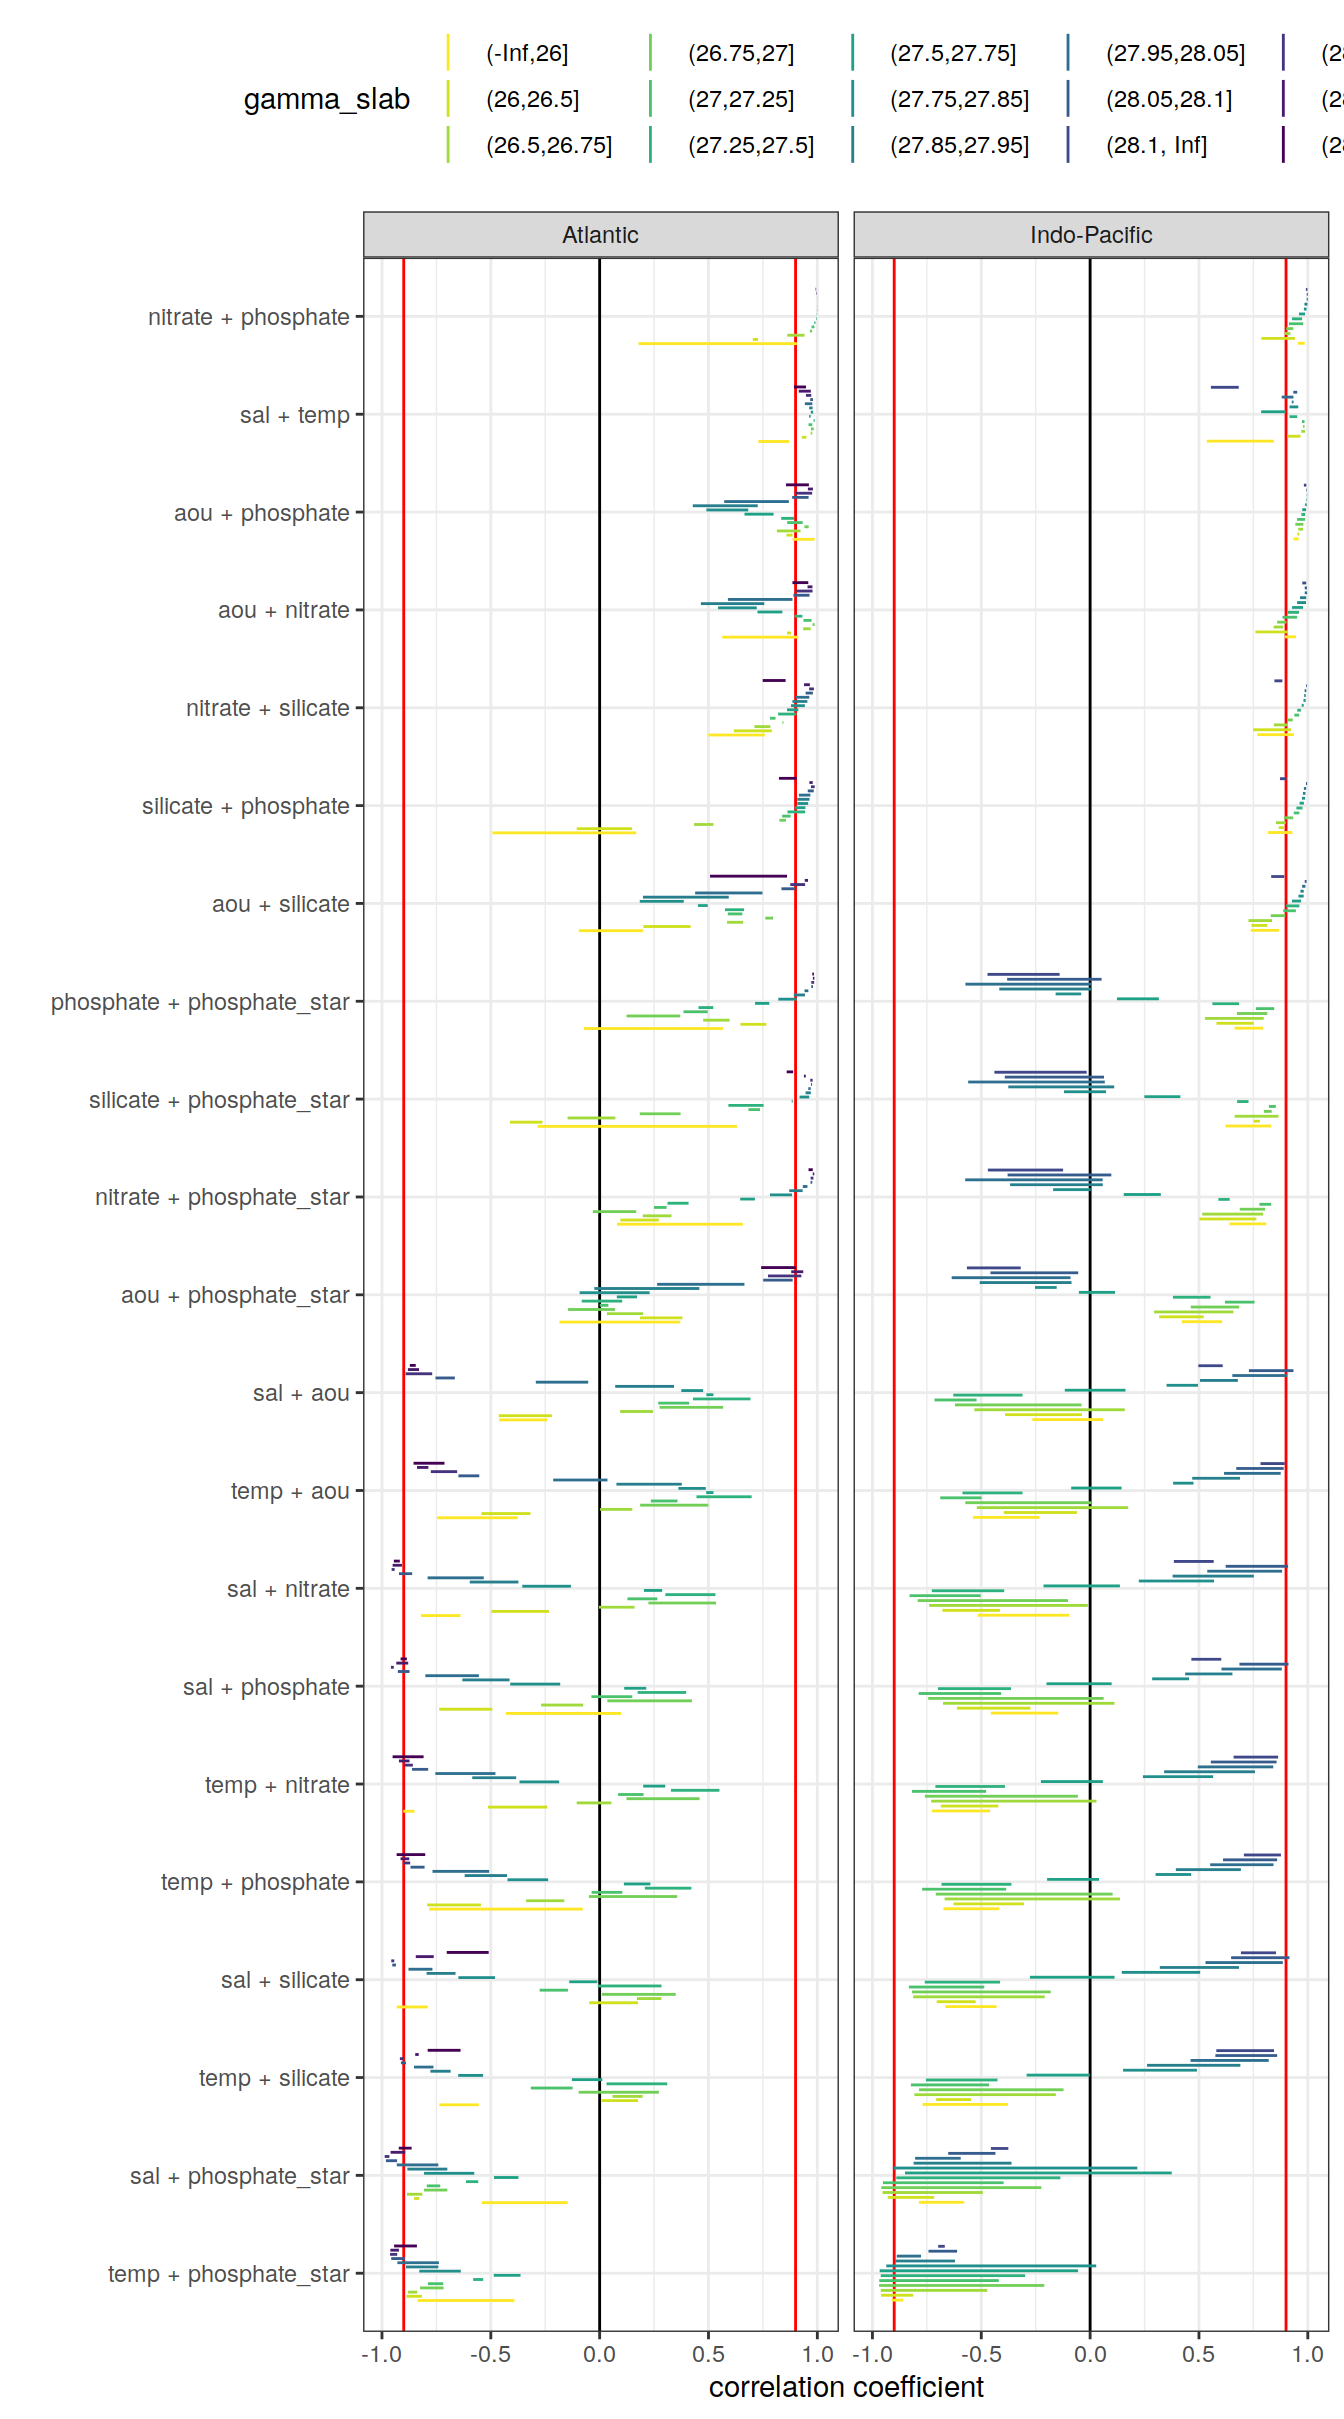 gamma_slab
(-Inf,26] (26.75,27] (27.5,27.75] (27.95,28.05]
(26,26.5] (27,27.25] (27.75,27.85] (28.05,28.1]
(26.5,26.75] (27.25,27.5] (27.85,27.95] (28.1, Inf]
Atlantic Indo-Pacific
nitrate + phosphate
sal + temp
aou + phosphate
aou + nitrate
nitrate + silicate
silicate + phosphate
aou + silicate
phosphate + phosphate_star
silicate + phosphate_star
nitrate + phosphate_star
aou + phosphate_star
sal + aou
temp + aou
sal + nitrate
sal + phosphate
temp + nitrate
temp + phosphate
sal + silicate
temp + silicate
sal + phosphate_star
temp + phosphate_star
-1.0 -0.5 0.0 0.5 1.0 -1.0 -0.5 0.0 0.5 1.0
correlation coefficient